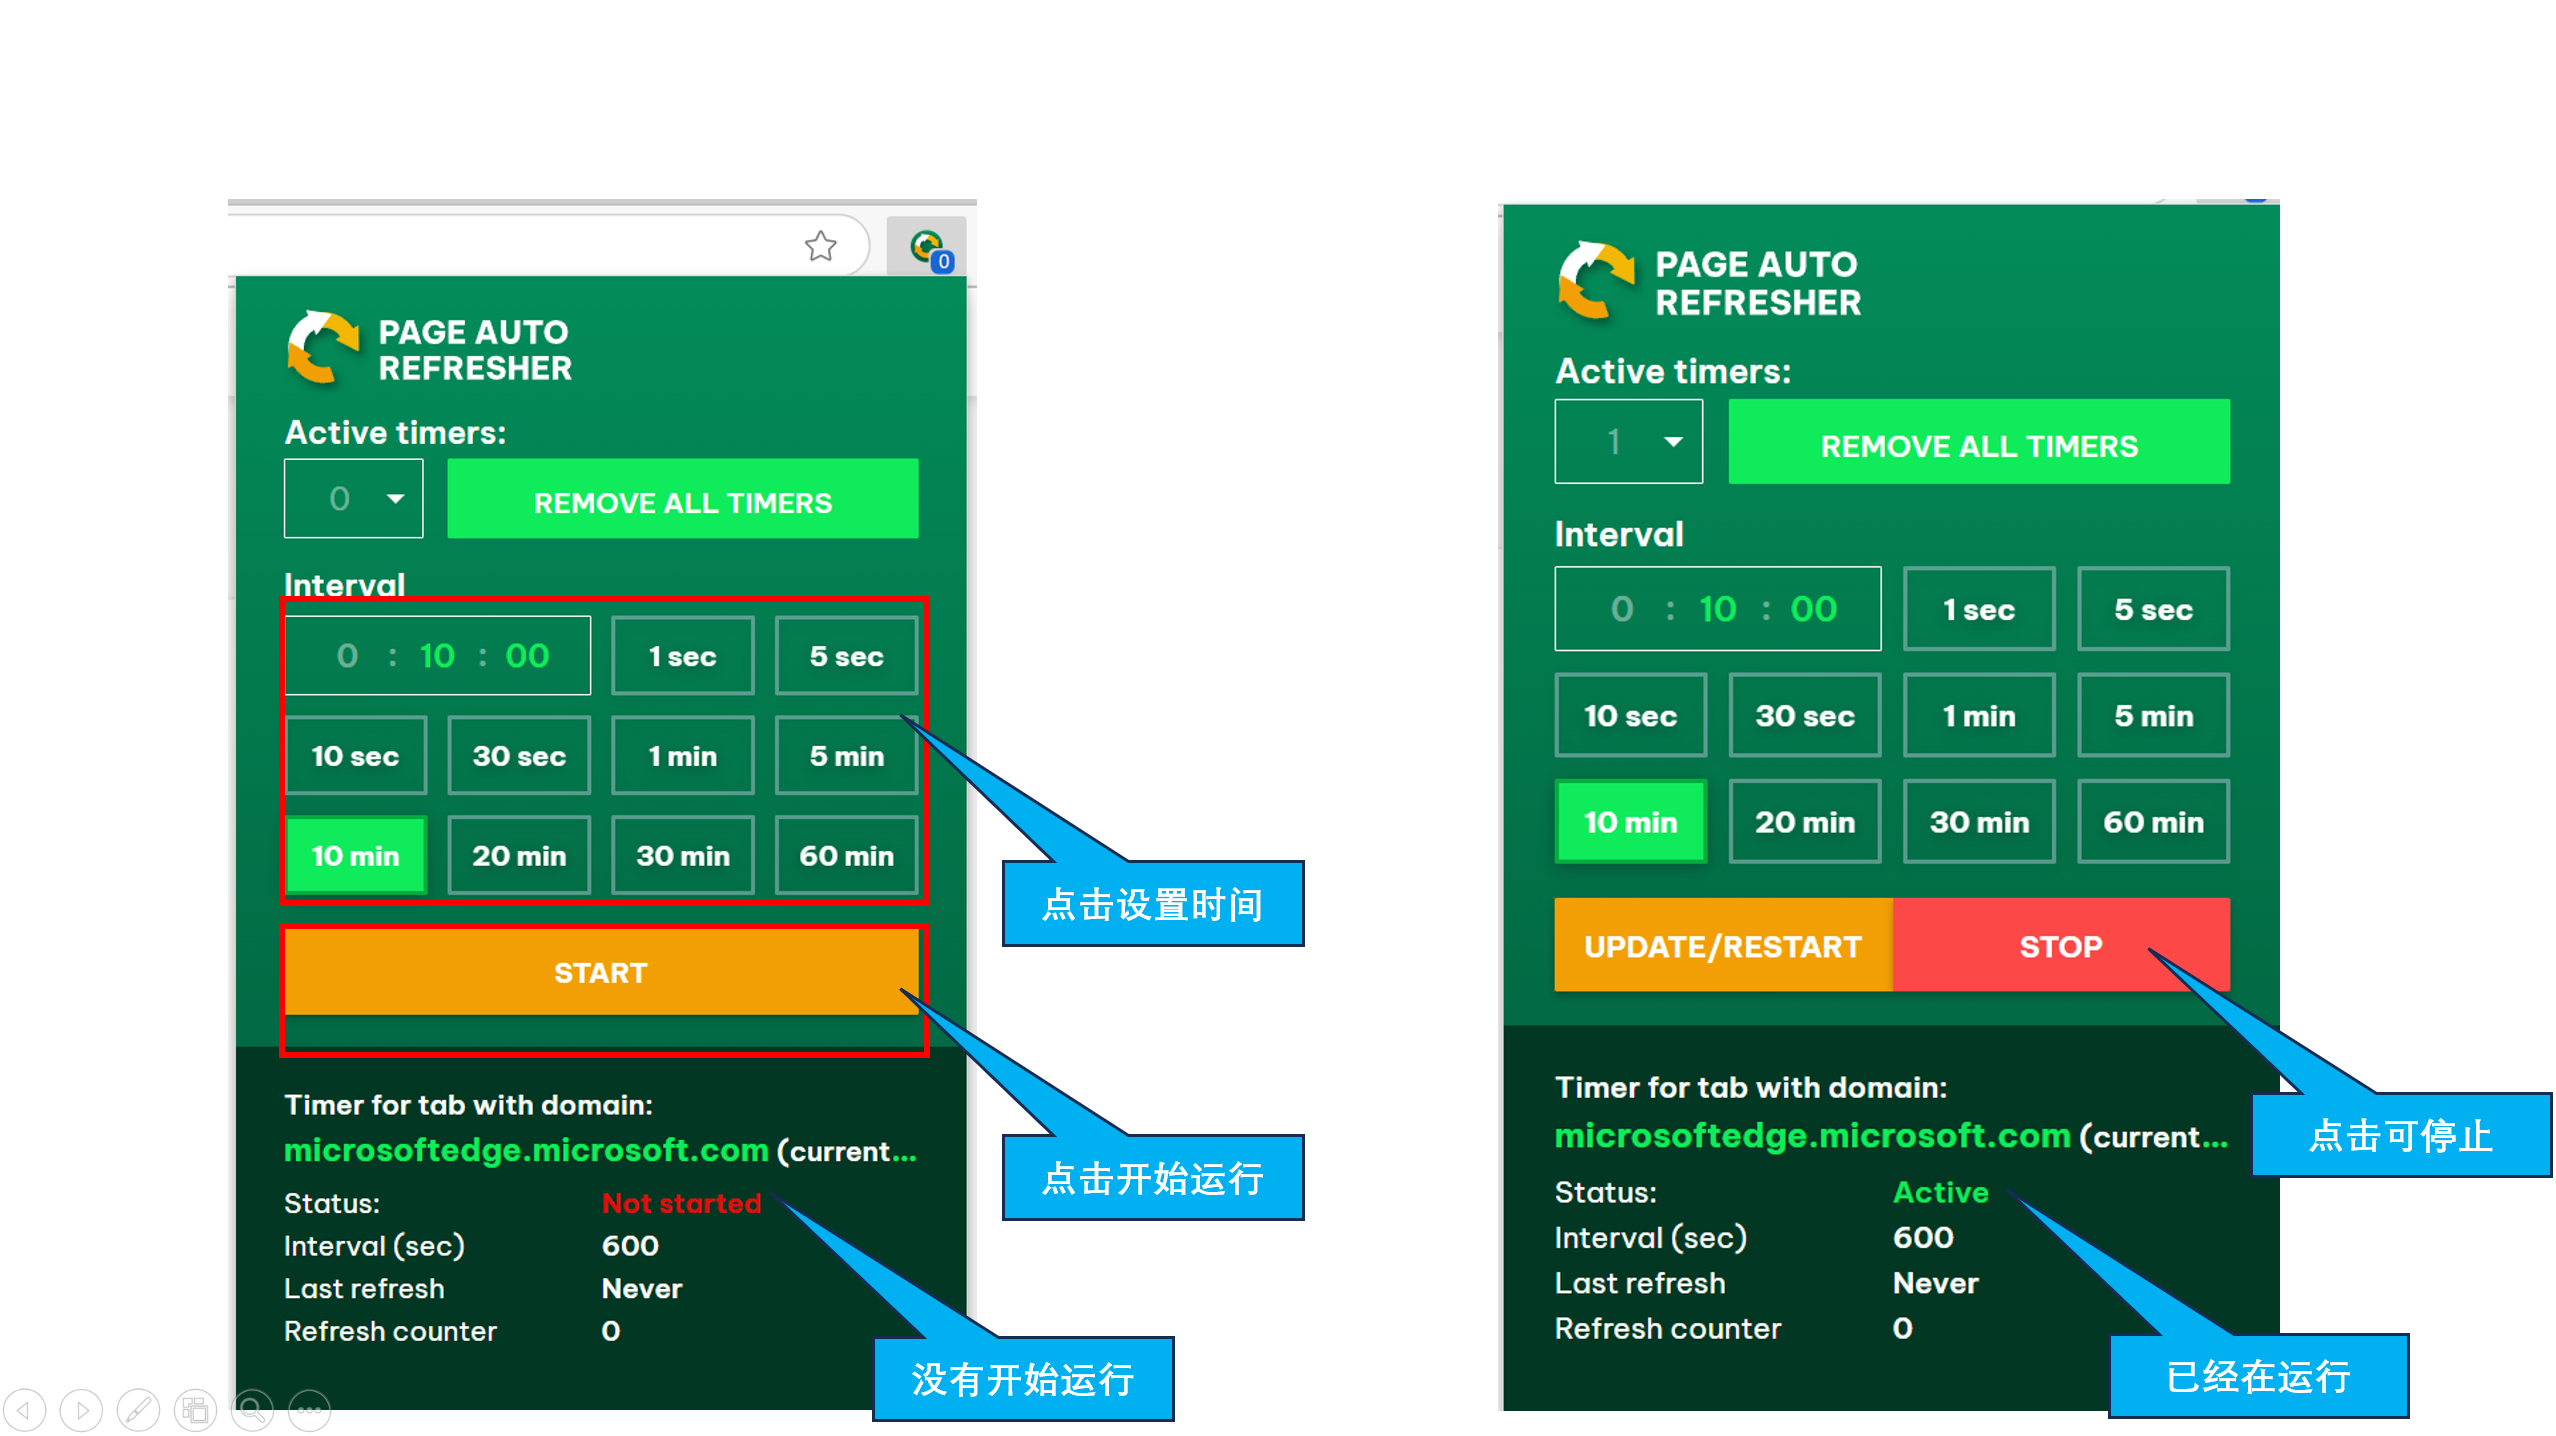 0
PAGE AUTO
REFRESHER
Active timers:
0
REMOVE ALL TIMERS
Interval
0 : 10 : 00
1 sec
5 sec
10 sec
30 sec
1 min
5 min
10 min
20 min
30 min
60 min
点击设置时间
START
点击开始运行
Timer for tab with domain:
microsoftedge.microsoft.com (current...
Status:
Not started
Interval (sec)
600
Last refresh
Never
Refresh counter
0
没有开始运行
PAGE AUTO
REFRESHER
Active timers:
1
REMOVE ALL TIMERS
Interval
0 : 10 : 00
1 sec
5 sec
10 sec
30 sec
1 min
5 min
10 min
20 min
30 min
60 min
UPDATE/RESTART
STOP
点击可停止
Timer for tab with domain:
microsoftedge.microsoft.com (current...
Status:
Active
Interval (sec)
600
Last refresh
Never
Refresh counter
0
已经在运行